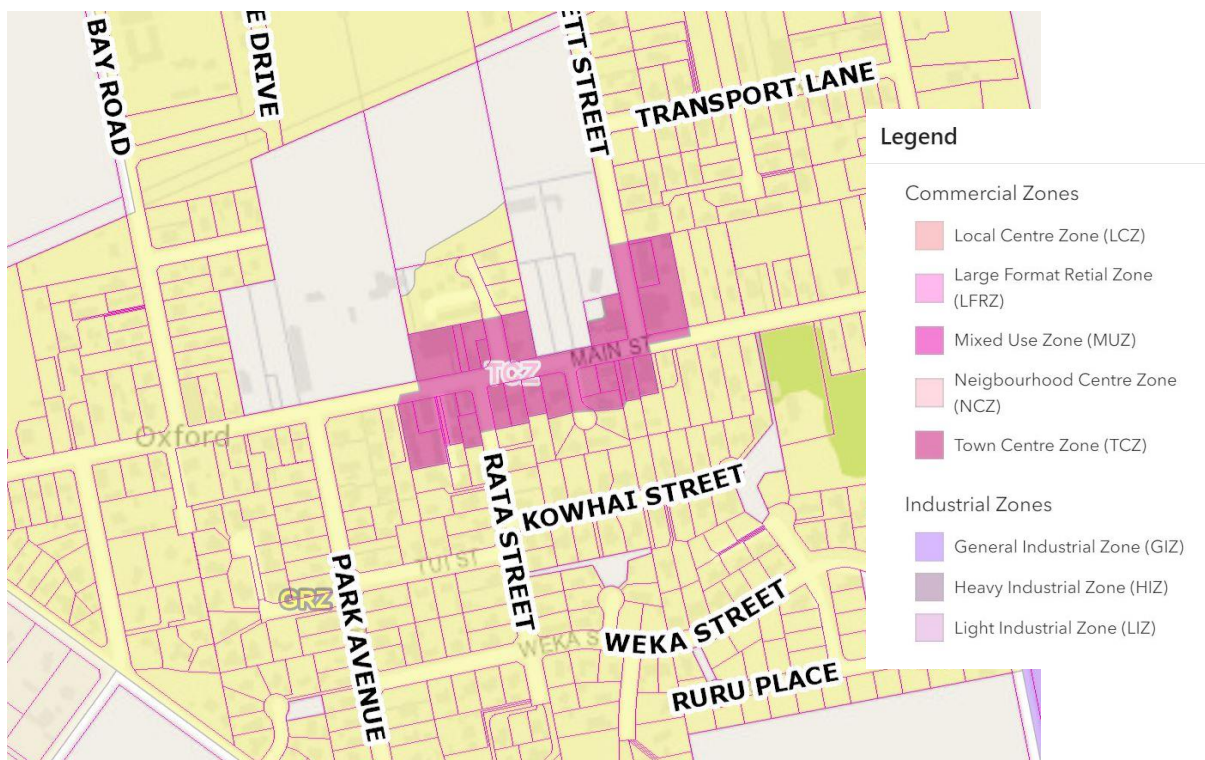 BAY ROAD
E DRIVE
ETT STREET
TRANSPORT LANE
MAIN ST
TCZ
Oxford
RATA STREET
KOWHAI STREET
TUI ST
PARK AVENUE
GRZ
WEKA S
WEKA STREET
RURU PLACE
Legend
Commercial Zones
Local Centre Zone (LCZ)
Large Format Retial Zone
(LFRZ)
Mixed Use Zone (MUZ)
Neigbourhood Centre Zone
(NCZ)
Town Centre Zone (TCZ)
Industrial Zones
General Industrial Zone (GIZ)
Heavy Industrial Zone (HIZ)
Light Industrial Zone (LIZ)